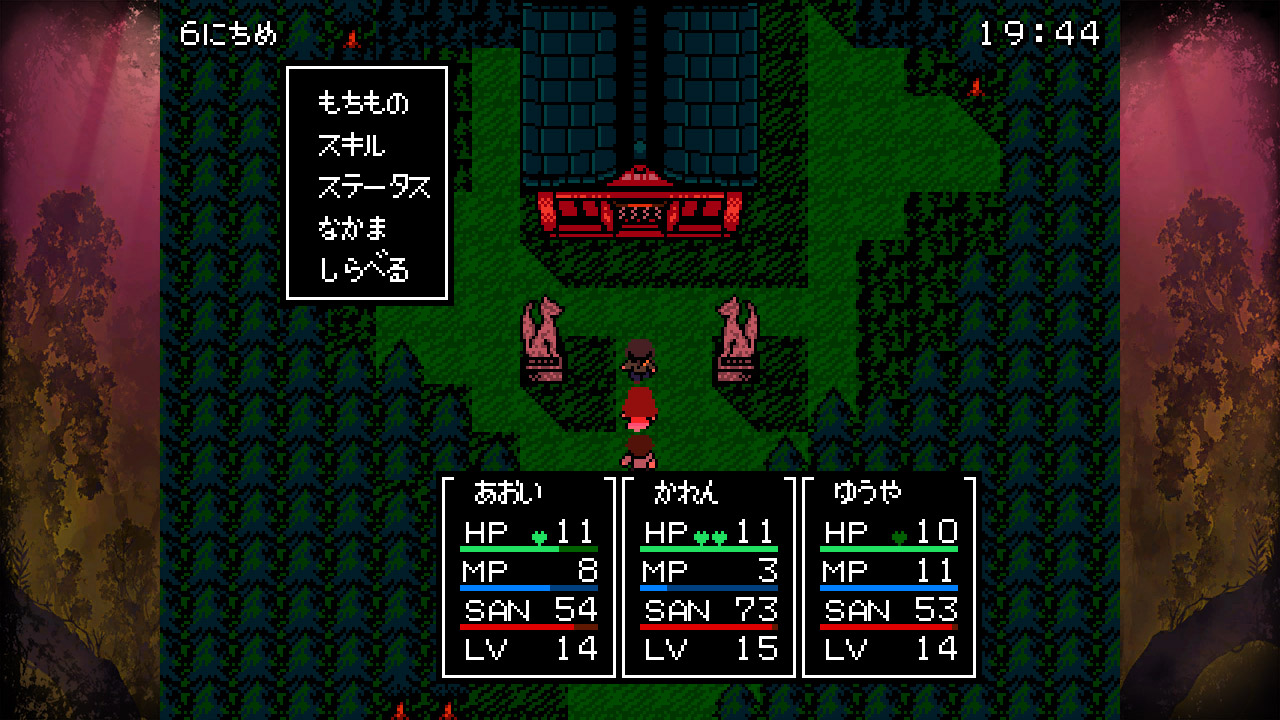 6にちめ
19:44
もちもの
スキル
ステータス
なかま
しらべる
あおい
HP 11
MP 8
SAN 54
LV 14
かれん
HP 11
MP 3
SAN 73
LV 15
ゆうや
HP 10
MP 11
SAN 53
LV 14